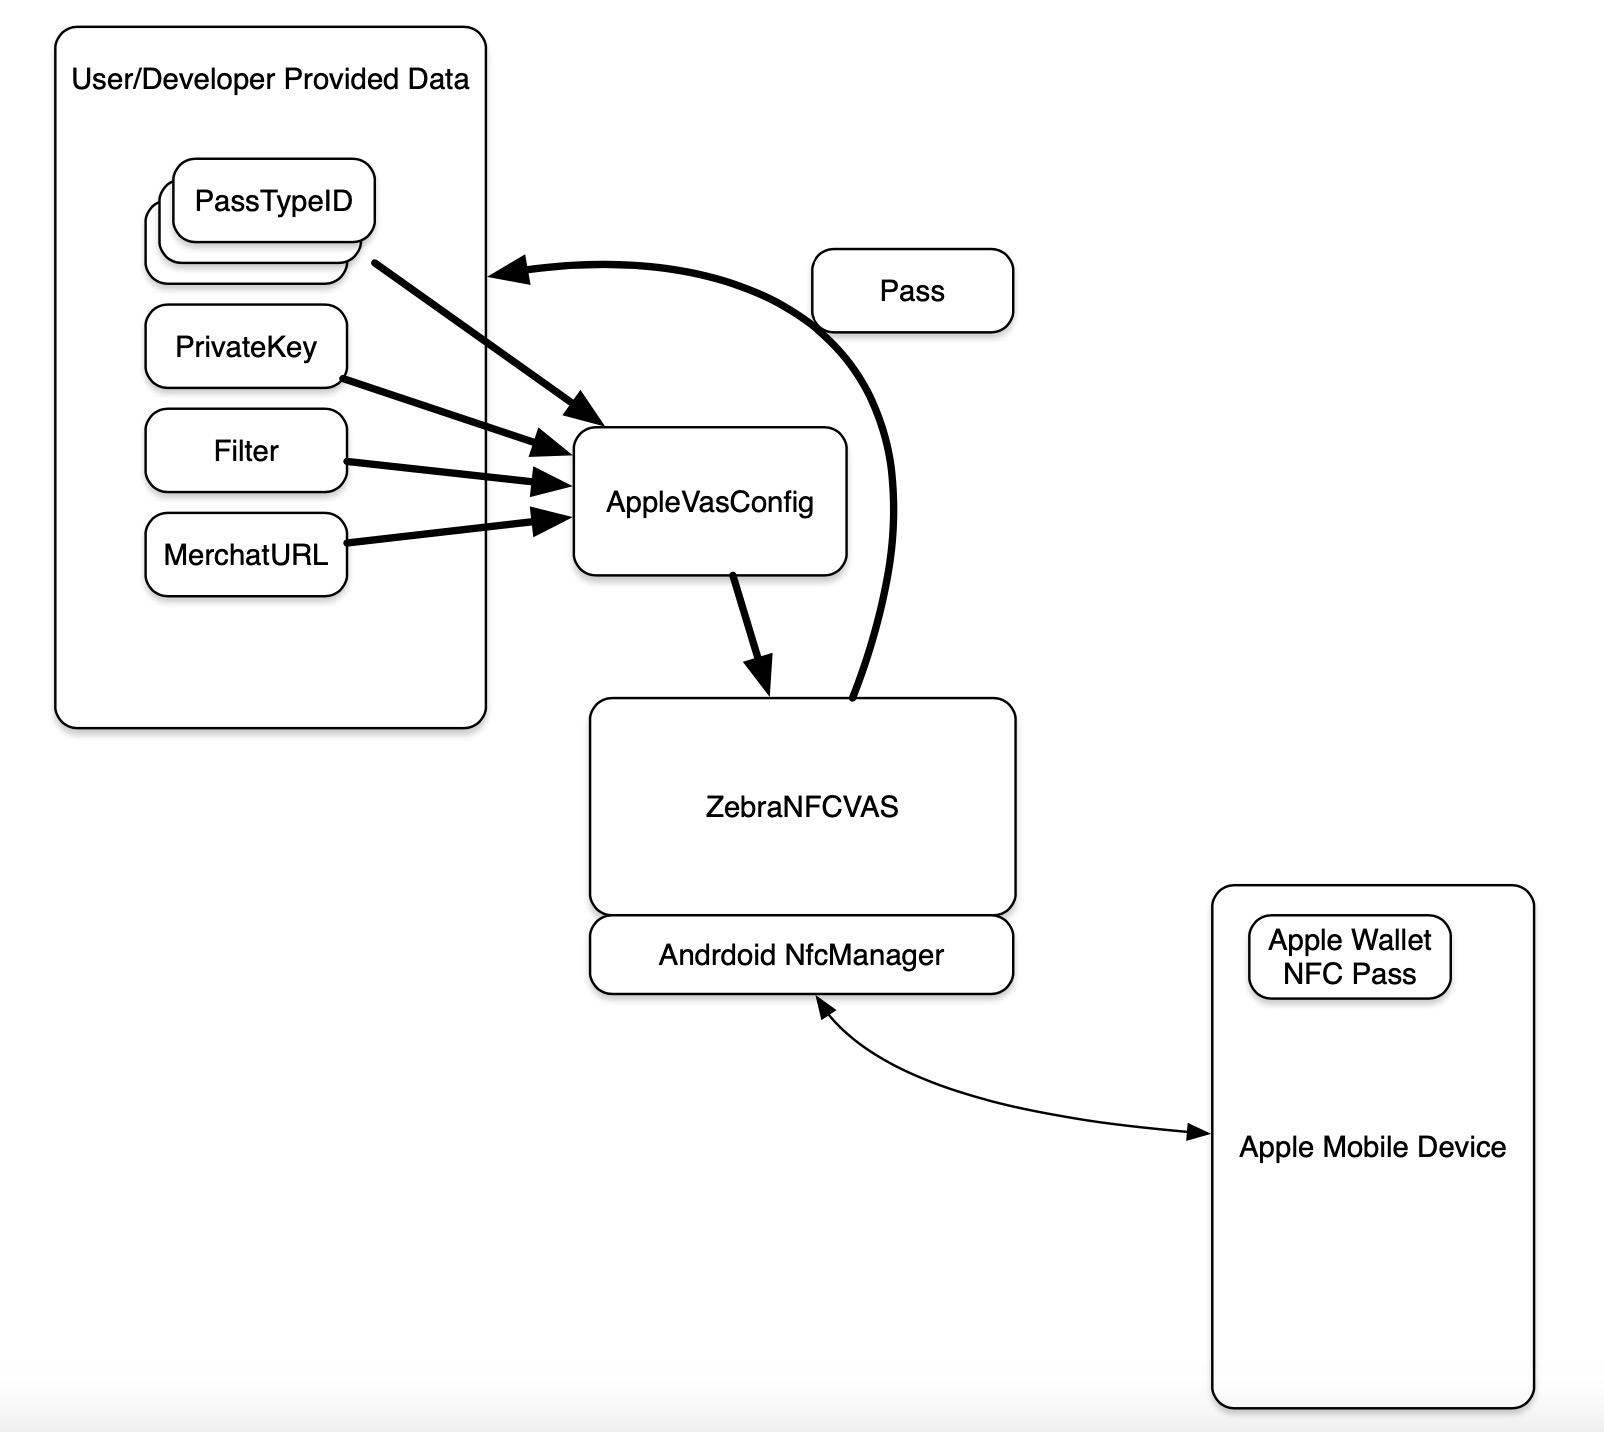 User/Developer Provided Data
PassTypeID
PrivateKey
Filter
MerchatURL
Pass
AppleVasConfig
ZebraNFCVAS
Andrdoid NfcManager
Apple Wallet
NFC Pass
Apple Mobile Device